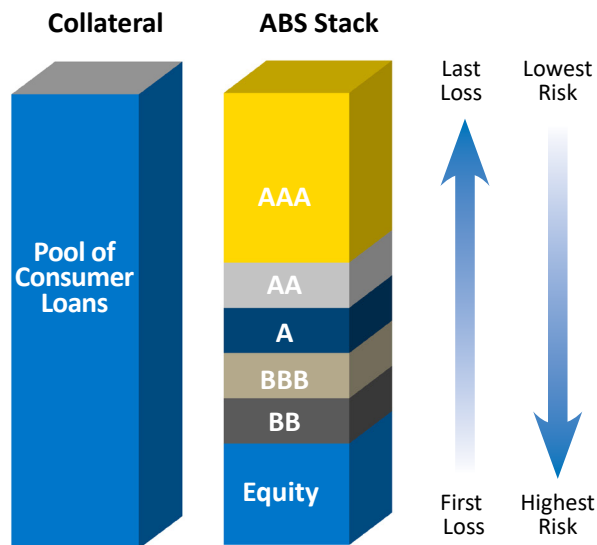 Collateral
ABS Stack
Last
Loss
Lowest
Risk
AAA
Pool of
Consumer
Loans
AA
A
BBB
BB
Equity
First
Loss
Highest
Risk